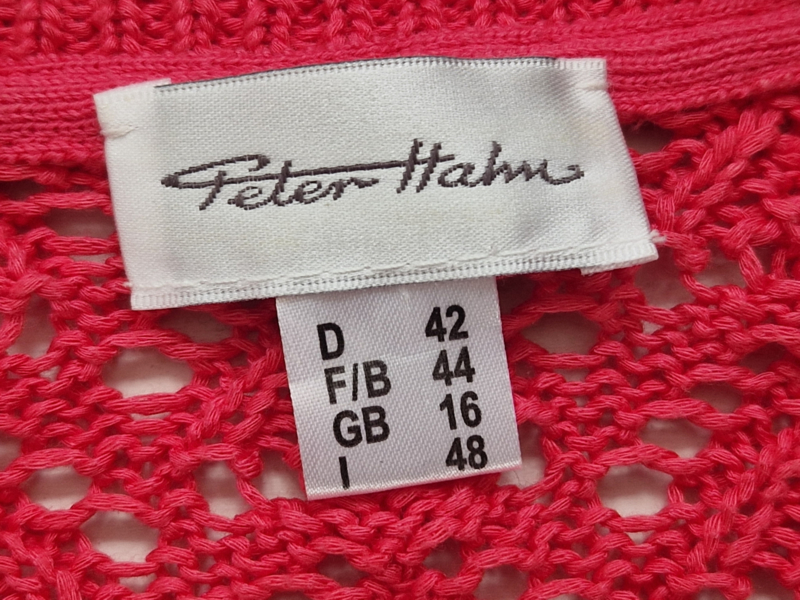 Peter Hahn
D 42
F/B 44
GB 16
I 48